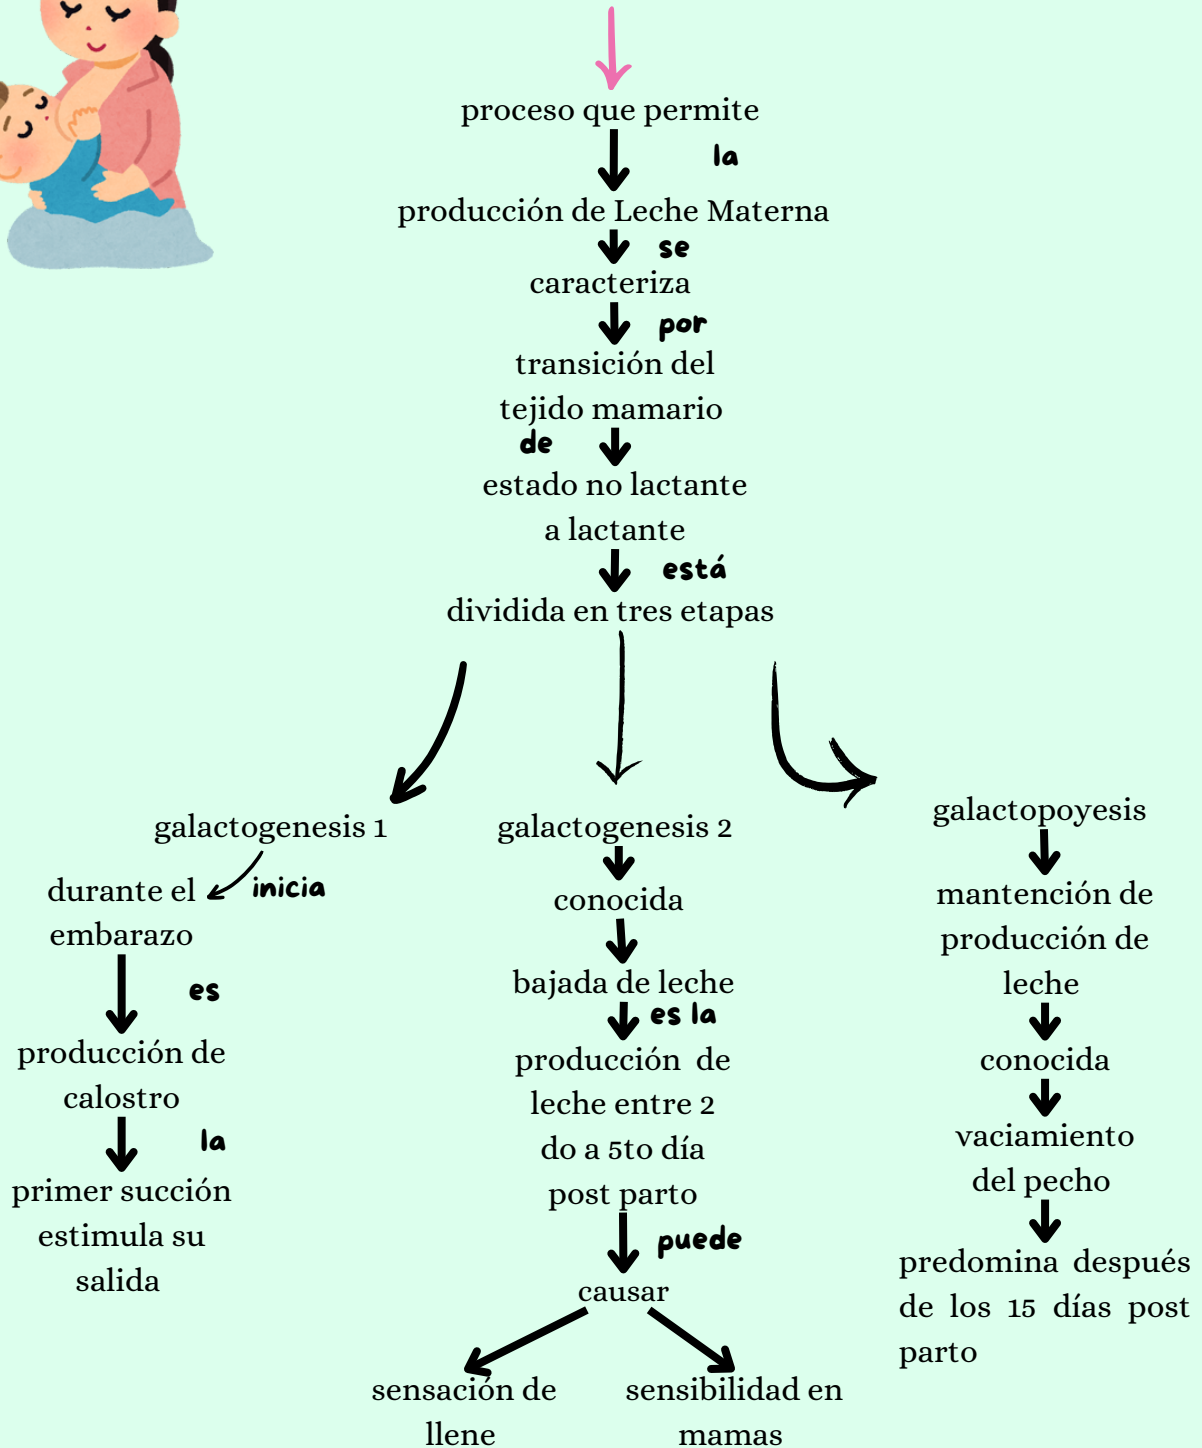 proceso que permite
la
producción de Leche Materna
se
caracteriza
por
transición del
tejido mamario
de
estado no lactante
a lactante
está
dividida en tres etapas
galactogenesis 1
inicia
durante el
embarazo
es
producción de
calostro
la
primer succión
estimula su
salida
galactogenesis 2
conocida
bajada de leche
es la
producción de
leche entre 2
do a 5to día
post parto
puede
causar
sensación de
llene
sensibilidad en
mamas
galactopoyesis
mantención de
producción de
leche
conocida
vaciamiento
del pecho
predomina después
de los 15 días post
parto